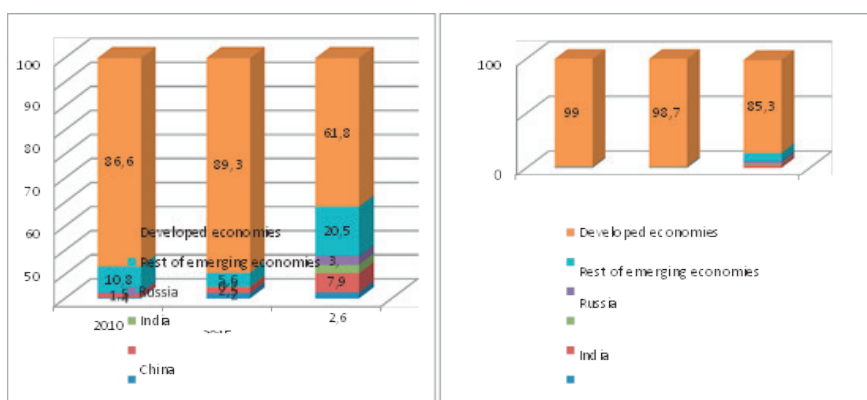 100
90
80
70
60
50
86,6
89,3
61,8
20,5
3,
7,9
10,8
5,6
2,6
2010
Developed economies
Rest of emerging economies
Russia
India
China
100
0
99
98,7
85,3
Developed economies
Rest of emerging economies
Russia
India